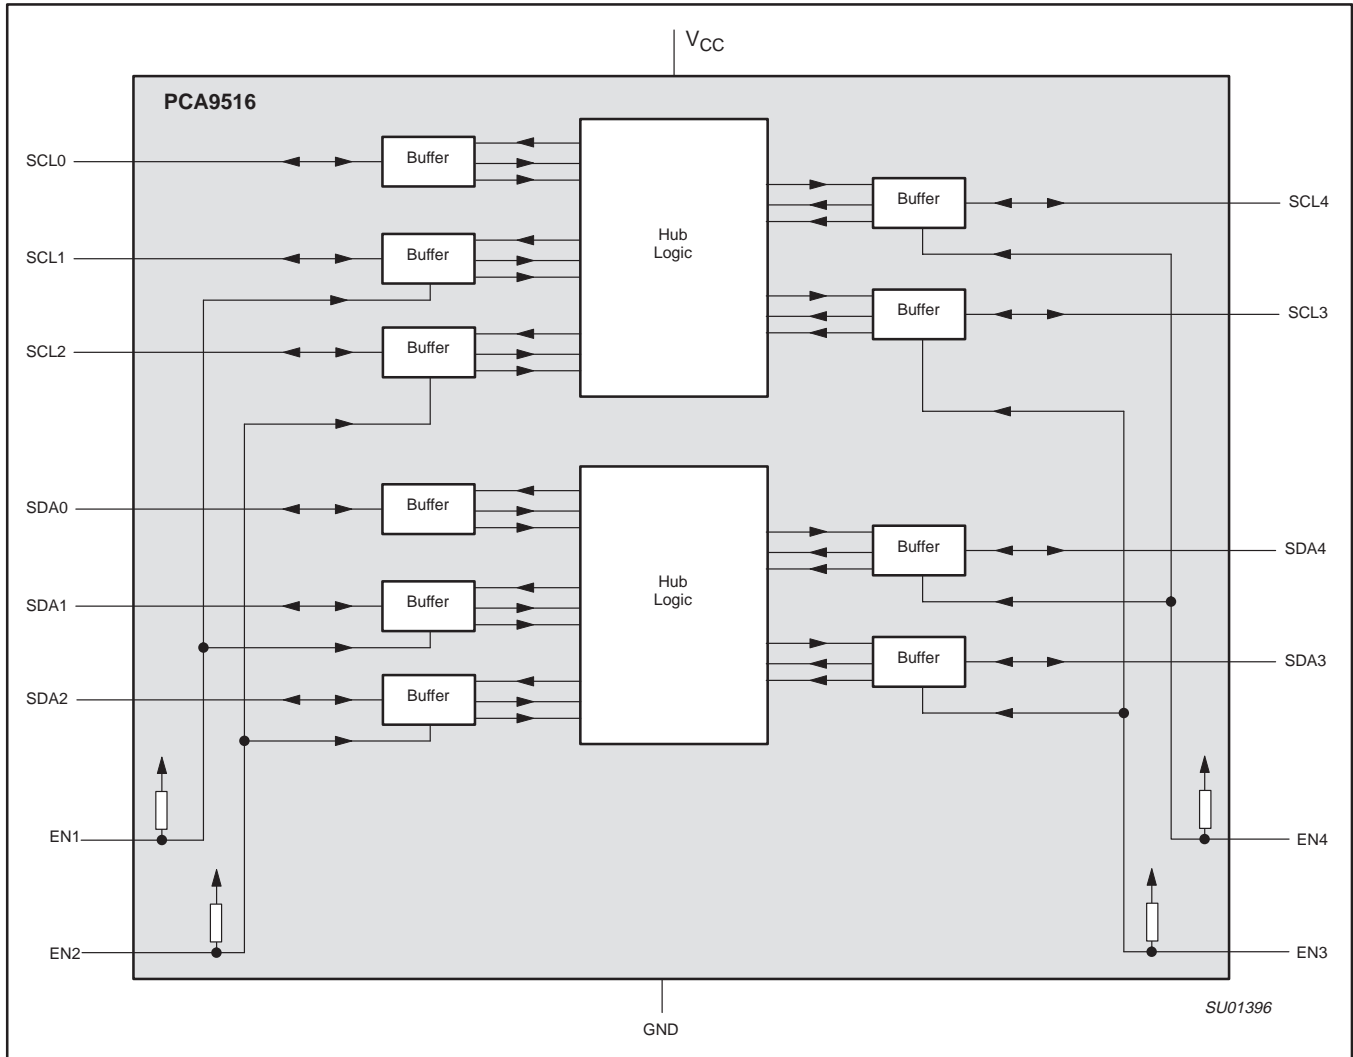 VCC
PCA9516
SCL0
Buffer
SCL1
Buffer
SCL2
Buffer
Hub
Logic
Buffer
SCL4
Buffer
SCL3
SDA0
Buffer
SDA1
Buffer
SDA2
Buffer
Hub
Logic
Buffer
SDA4
Buffer
SDA3
EN1
EN2
EN4
EN3
GND
SU01396